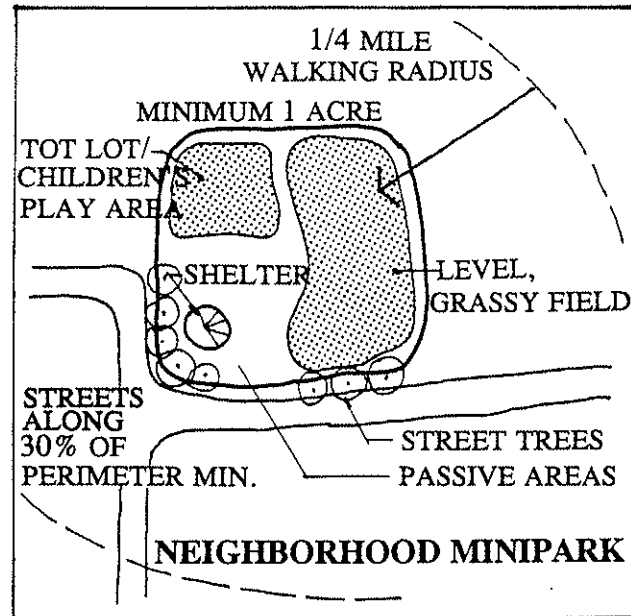 1/4 MILE
WALKING RADIUS
MINIMUM 1 ACRE
TOT LOT/
CHILDREN'S
PLAY AREA
SHELTER
LEVEL,
GRASSY FIELD
STREETS
ALONG
30% OF
PERIMETER MIN.
STREET TREES
PASSIVE AREAS
NEIGHBORHOOD MINIPARK